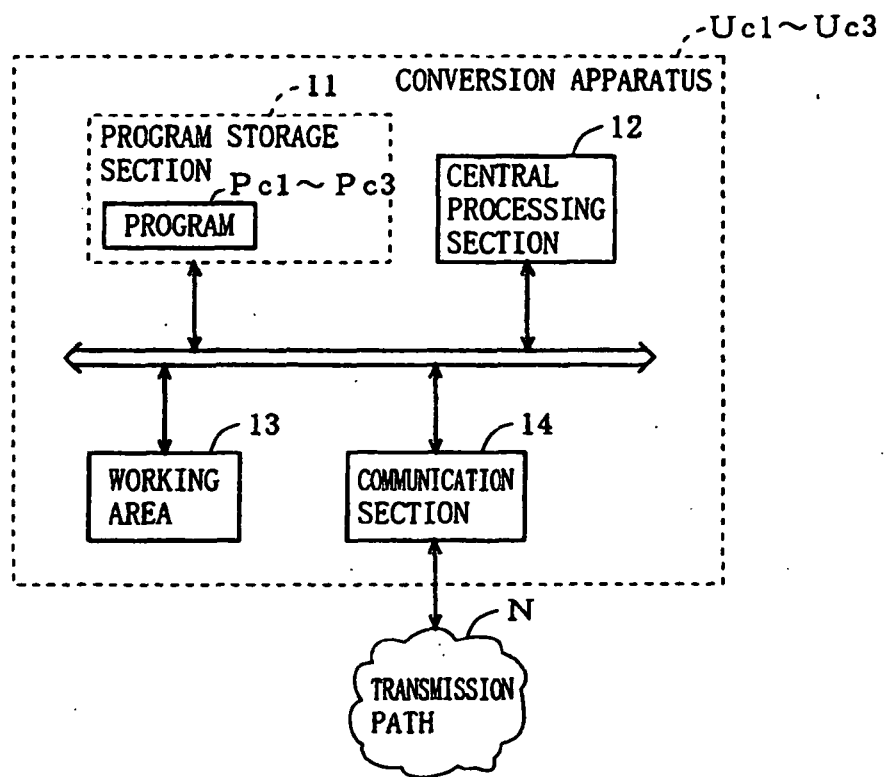 Uc1～Uc3
CONVERSION APPARATUS
11
PROGRAM STORAGE
SECTION
Pc1～Pc3
PROGRAM
12
CENTRAL
PROCESSING
SECTION
13
WORKING
AREA
14
COMMUNICATION
SECTION
N
TRANSMISSION
PATH